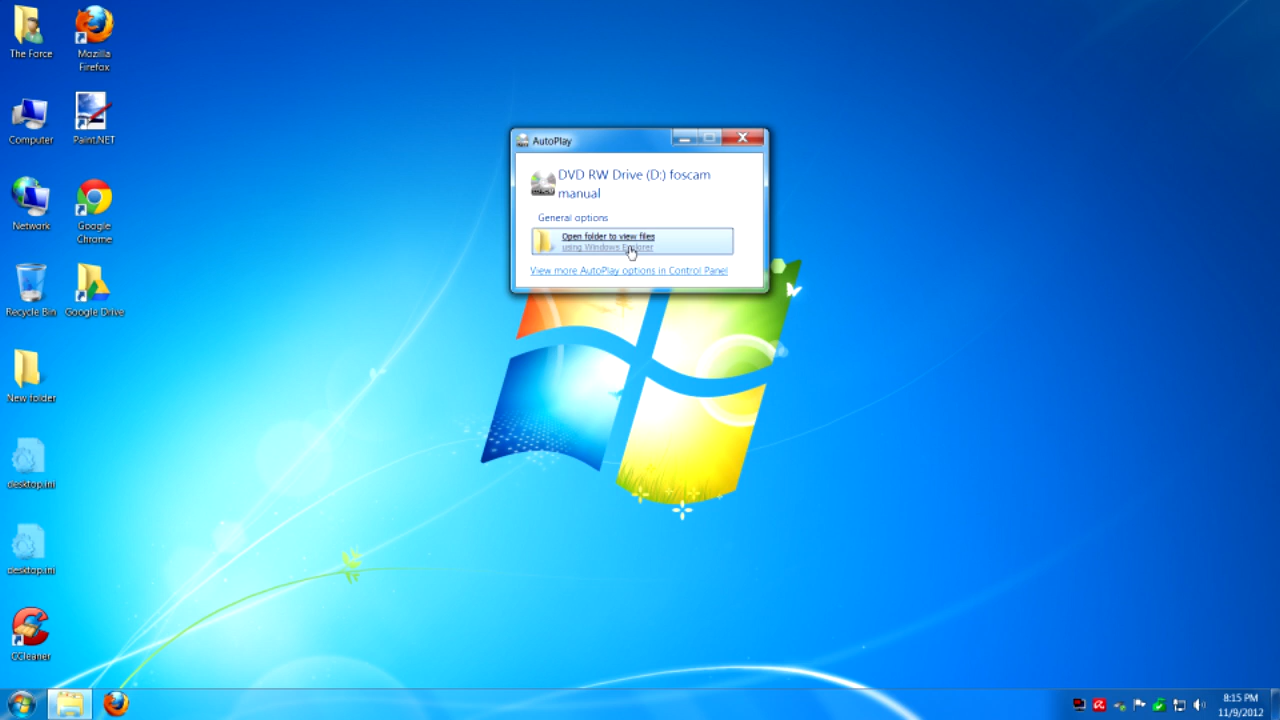 The Force
Mozilla
Firefox
Computer
Paint.NET
Network
Google
Chrome
Recycle Bin
Google Drive
New folder
desktop.ini
desktop.ini
CCleaner
AutoPlay
DVD RW Drive (D:) foscam
manual
General options
Open folder to view files
using Windows Explorer
View more AutoPlay options in Control Panel
8:15 PM
11/9/2012